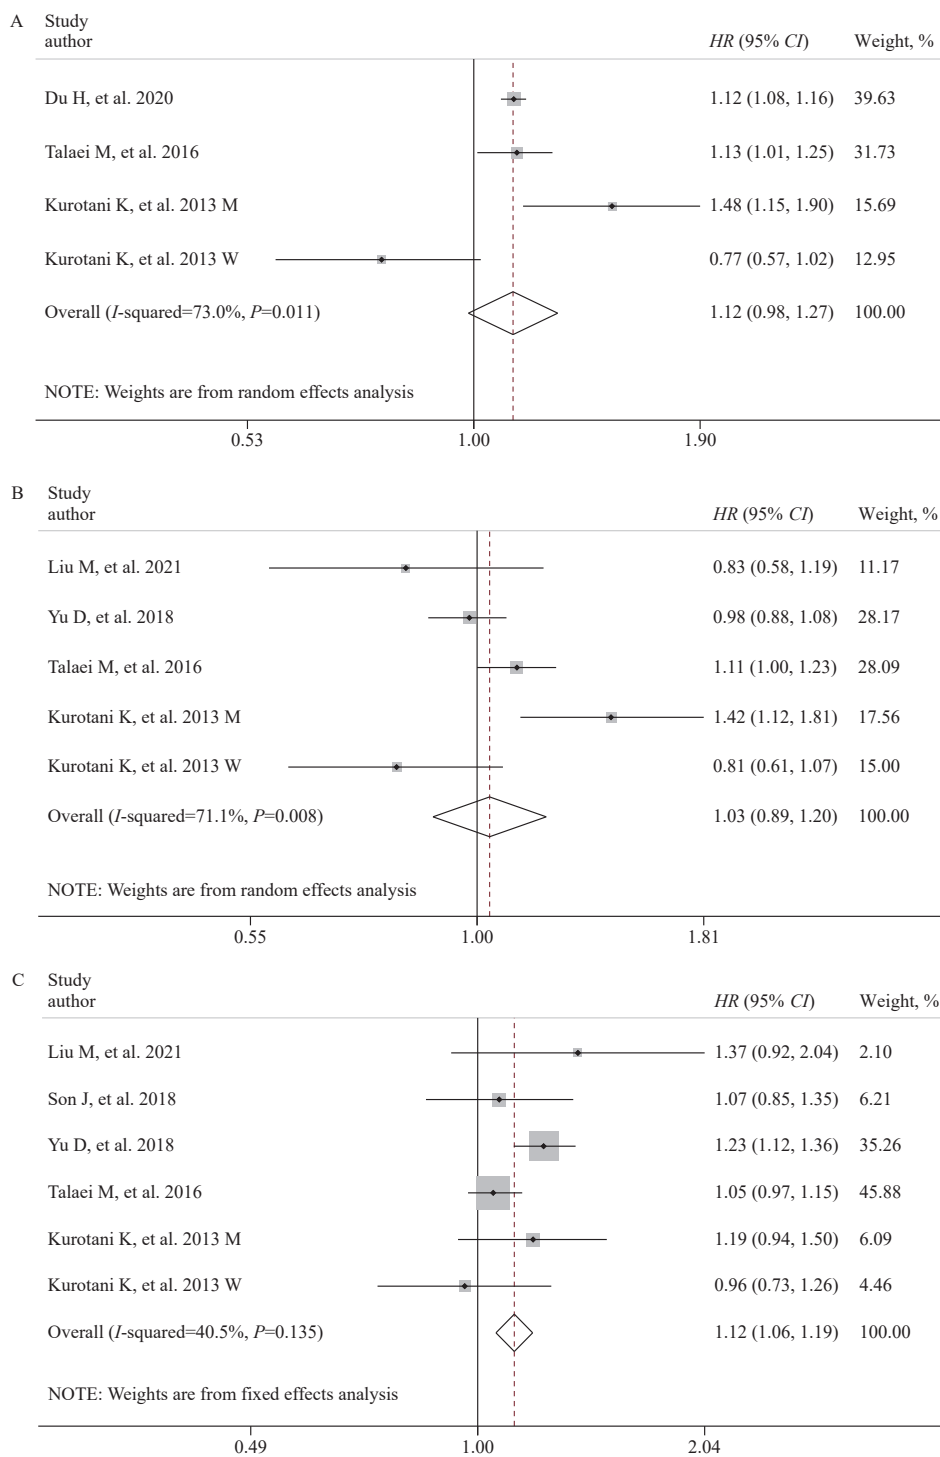 A Study
author HR (95% CI) Weight, %
Du H, et al. 2020 1.12 (1.08, 1.16) 39.63
Talaei M, et al. 2016 1.13 (1.01, 1.25) 31.73
Kurotani K, et al. 2013 M 1.48 (1.15, 1.90) 15.69
Kurotani K, et al. 2013 W 0.77 (0.57, 1.02) 12.95
Overall (I-squared=73.0%, P=0.011) 1.12 (0.98, 1.27) 100.00
NOTE: Weights are from random effects analysis
0.53 1.00 1.90
B Study
author HR (95% CI) Weight, %
Liu M, et al. 2021 0.83 (0.58, 1.19) 11.17
Yu D, et al. 2018 0.98 (0.88, 1.08) 28.17
Talaei M, et al. 2016 1.11 (1.00, 1.23) 28.09
Kurotani K, et al. 2013 M 1.42 (1.12, 1.81) 17.56
Kurotani K, et al. 2013 W 0.81 (0.61, 1.07) 15.00
Overall (I-squared=71.1%, P=0.008) 1.03 (0.89, 1.20) 100.00
NOTE: Weights are from random effects analysis
0.55 1.00 1.81
C Study
author HR (95% CI) Weight, %
Liu M, et al. 2021 1.37 (0.92, 2.04) 2.10
Son J, et al. 2018 1.07 (0.85, 1.35) 6.21
Yu D, et al. 2018 1.23 (1.12, 1.36) 35.26
Talaei M, et al. 2016 1.05 (0.97, 1.15) 45.88
Kurotani K, et al. 2013 M 1.19 (0.94, 1.50) 6.09
Kurotani K, et al. 2013 W 0.96 (0.73, 1.26) 4.46
Overall (I-squared=40.5%, P=0.135) 1.12 (1.06, 1.19) 100.00
NOTE: Weights are from fixed effects analysis
0.49 1.00 2.04